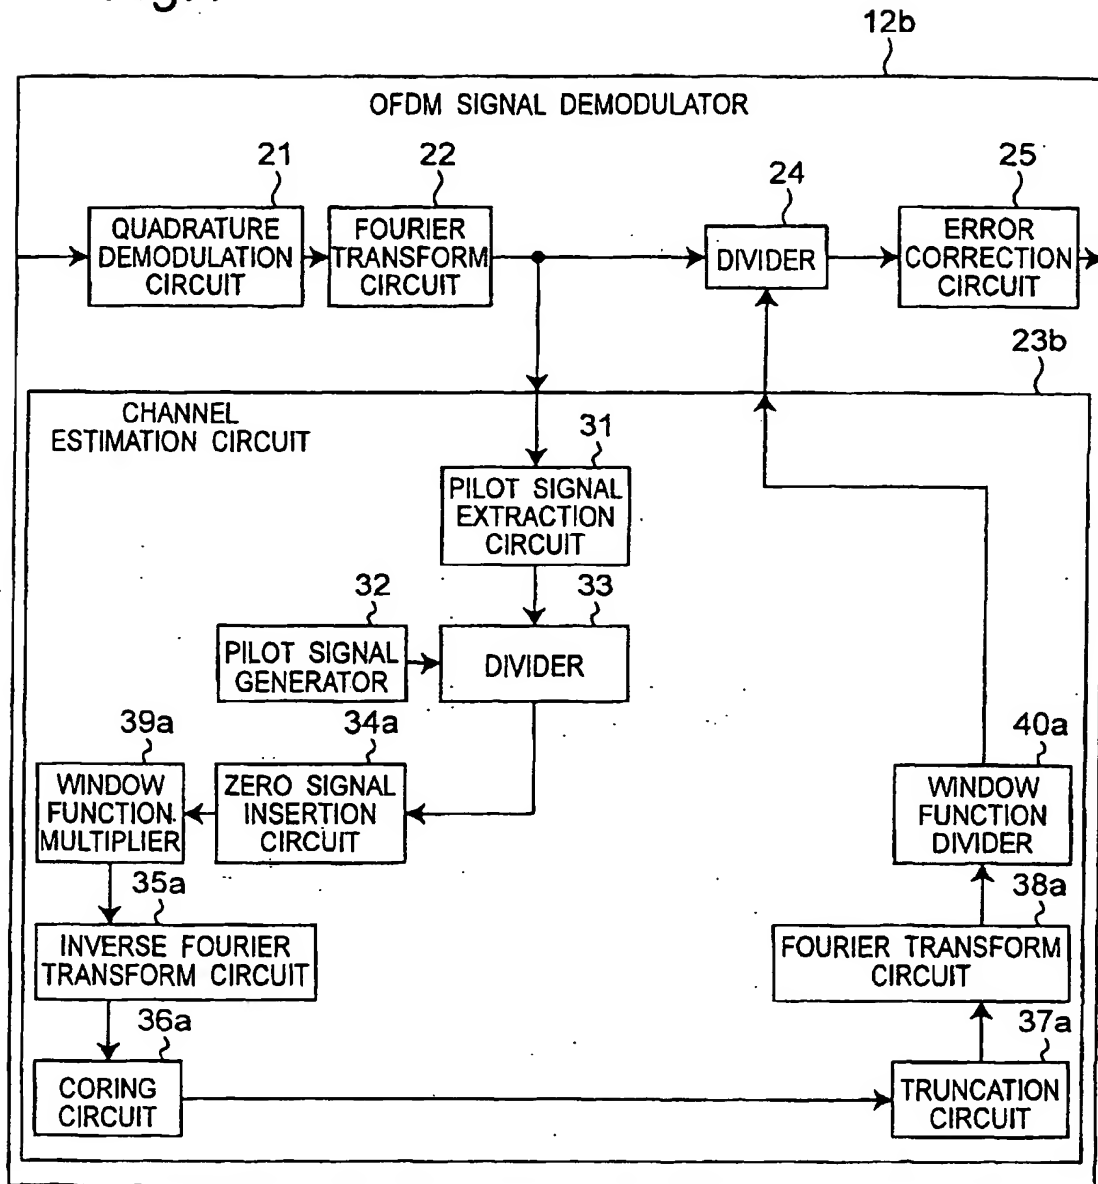 12b
OFDM SIGNAL DEMODULATOR
21
22
24
25
QUADRATURE
DEMODULATION
CIRCUIT
FOURIER
TRANSFORM
CIRCUIT
DIVIDER
ERROR
CORRECTION
CIRCUIT
23b
CHANNEL
ESTIMATION CIRCUIT
31
PILOT SIGNAL
EXTRACTION
CIRCUIT
32
33
PILOT SIGNAL
GENERATOR
DIVIDER
39a
34a
40a
WINDOW
FUNCTION
MULTIPLIER
ZERO SIGNAL
INSERTION
CIRCUIT
WINDOW
FUNCTION
DIVIDER
35a
38a
INVERSE FOURIER
TRANSFORM CIRCUIT
FOURIER TRANSFORM
CIRCUIT
36a
37a
CORING
CIRCUIT
TRUNCATION
CIRCUIT